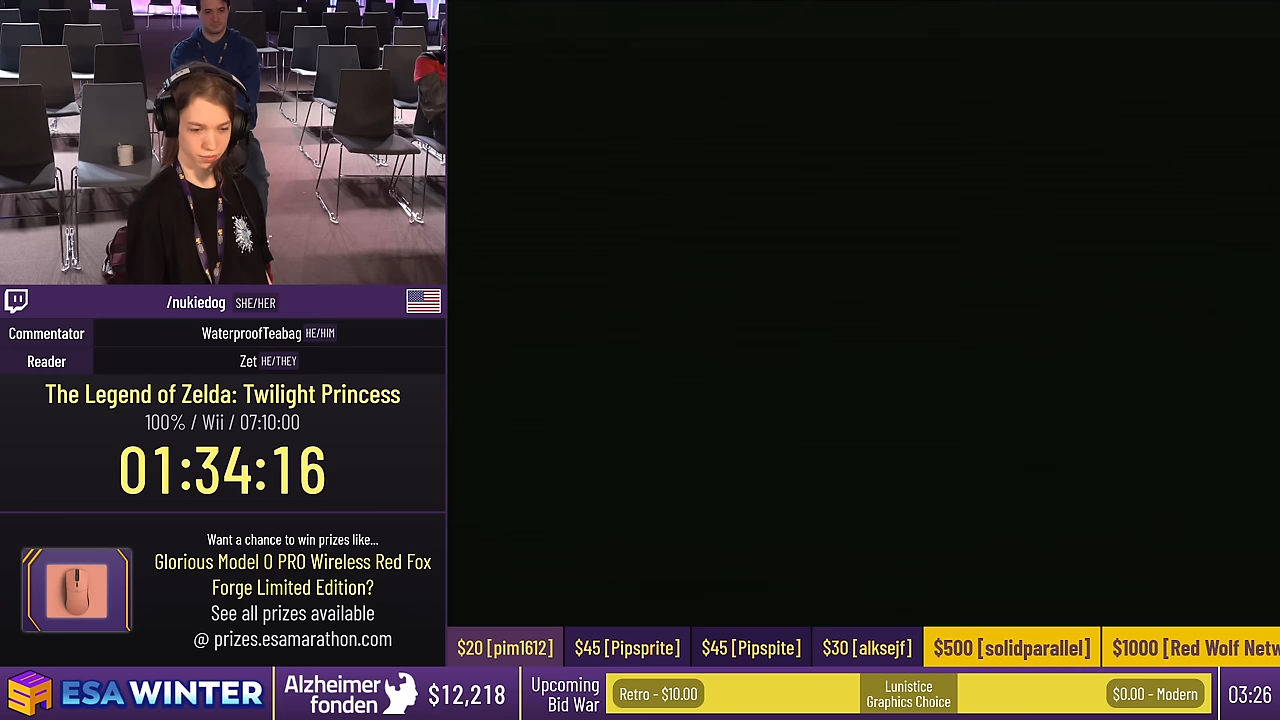 /nukiedog SHE/HER
Commentator WaterproofTeabag HE/HIM
Reader Zet HE/THEY
The Legend of Zelda: Twilight Princess
100% / Wii / 07:10:00
01:34:16
Want a chance to win prizes like...
Glorious Model O PRO Wireless Red Fox
Forge Limited Edition?
See all prizes available
@ prizes.esamarathon.com
$20 [pim1612] $45 [Pipsprite] $45 [Pipspite] $30 [alksejf] $500 [solidparallel] $1000 [Red Wolf Netw
ESA WINTER
Alzheimer
fonden
$12,218
Upcoming
Bid War
Retro - $10.00
Lunistice
Graphics Choice
$0.00 - Modern
03:26